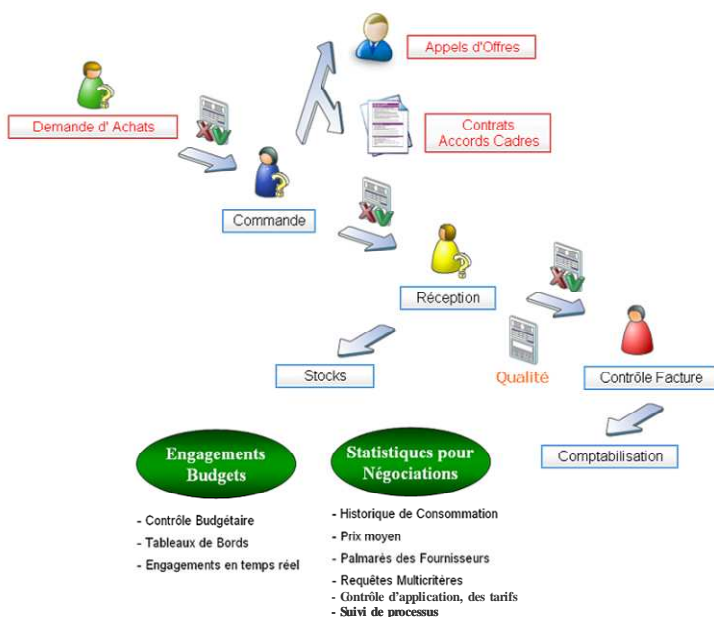 Appels d'Offres
Demande d' Achats
Contrats
Accords Cadres
Commande
Réception
Stocks
Qualité
Contrôle Facture
Comptabilisation
Engagements
Budgets
- Contrôle Budgétaire
- Tableaux de Bords
- Engagements en temps réel
Statistiques pour
Négociations
- Historique de Consommation
- Prix moyen
- Palmarès des Fournisseurs
- Requêtes Multicritères
- Contrôle d'application, des tarifs
- Suivi de processus